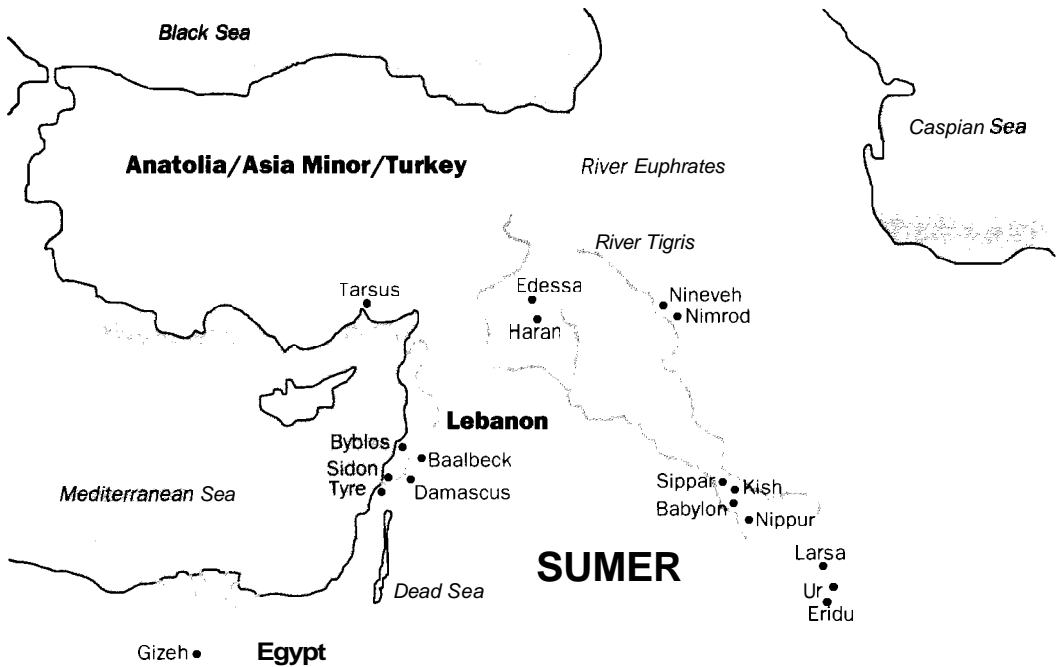 Black Sea
Caspian Sea
Anatolia/Asia Minor/Turkey
River Euphrates
River Tigris
Tarsus
Edessa
Nineveh
Nimrod
Haran
Lebanon
Byblos
Baalbeck
Sidon
Tyre
Damascus
Mediterranean Sea
Sippar
Kish
Babylon
Nippur
SUMER
Larsa
Dead Sea
Ur
Eridu
Gizeh
Egypt